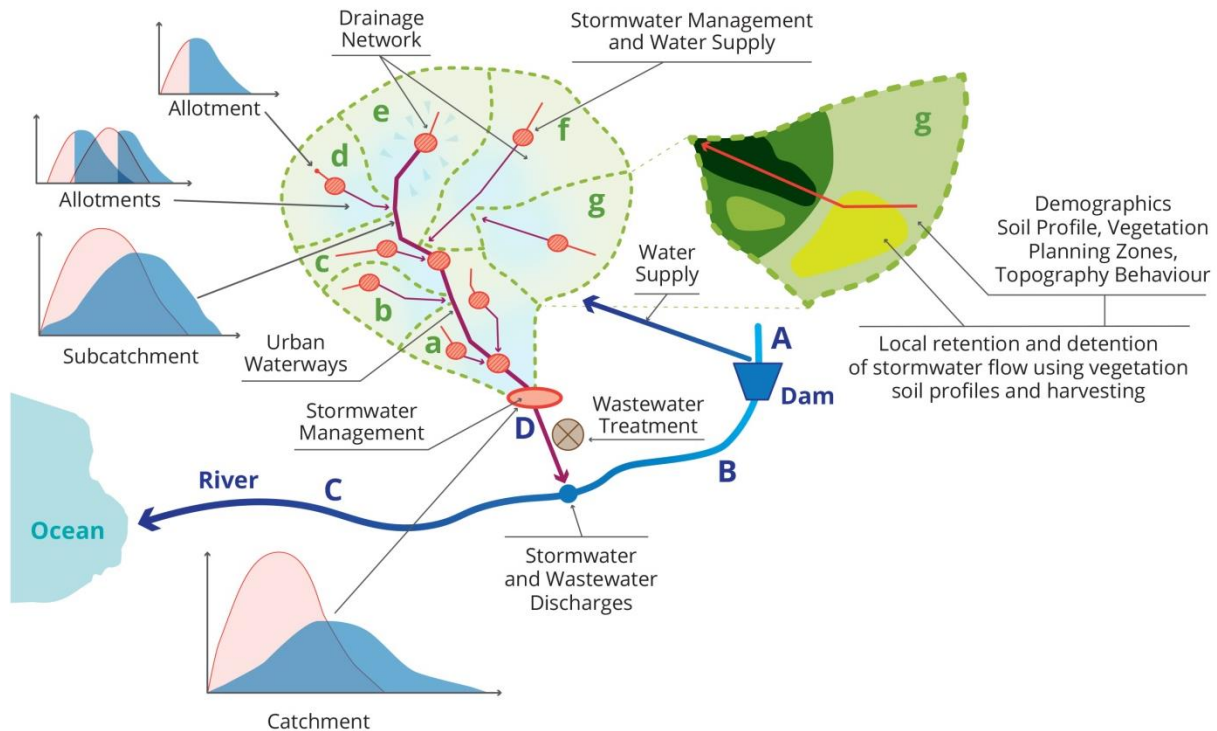 Drainage
Network
Stormwater Management
and Water Supply
Allotment
Allotments
Subcatchment
e
f
d
g
c
b
a
g
Urban
Waterways
Water
Supply
Demographics
Soil Profile, Vegetation
Planning Zones,
Topography Behaviour
Local retention and detention
of stormwater flow using vegetation
soil profiles and harvesting
A
Dam
B
Stormwater
Management
D
Wastewater
Treatment
River
C
Ocean
Stormwater
and Wastewater
Discharges
Catchment